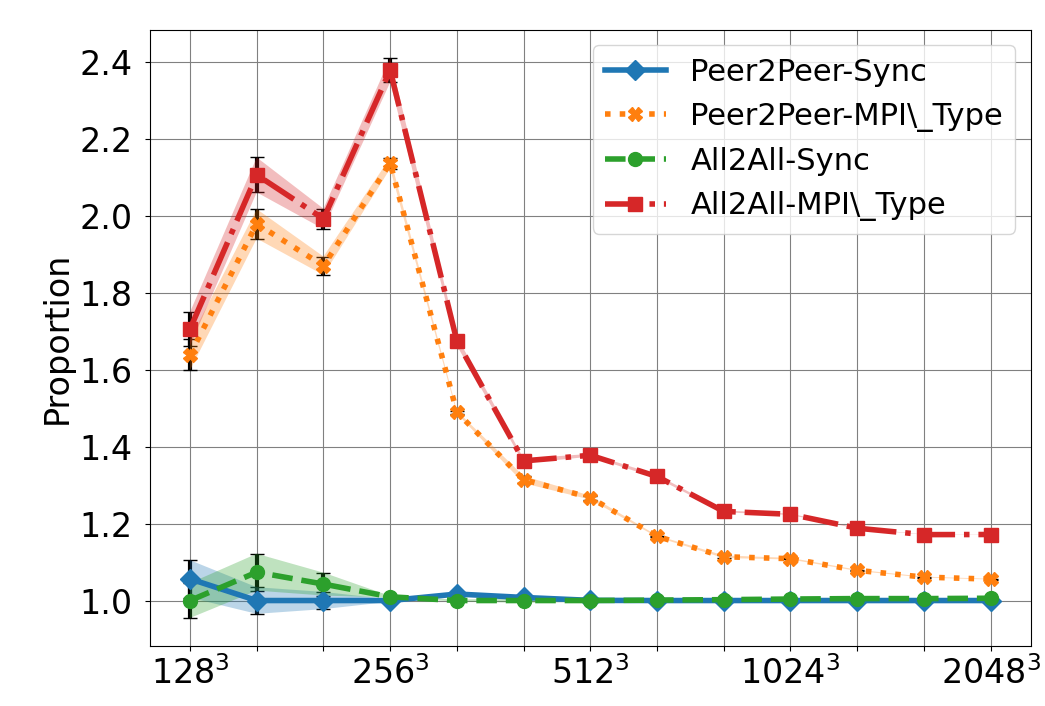 Proportion
2.4
2.2
2.0
1.8
1.6
1.4
1.2
1.0
Peer2Peer-Sync
Peer2Peer-MPI\_Type
All2All-Sync
All2All-MPI\_Type
128³ 256³ 512³ 1024³ 2048³